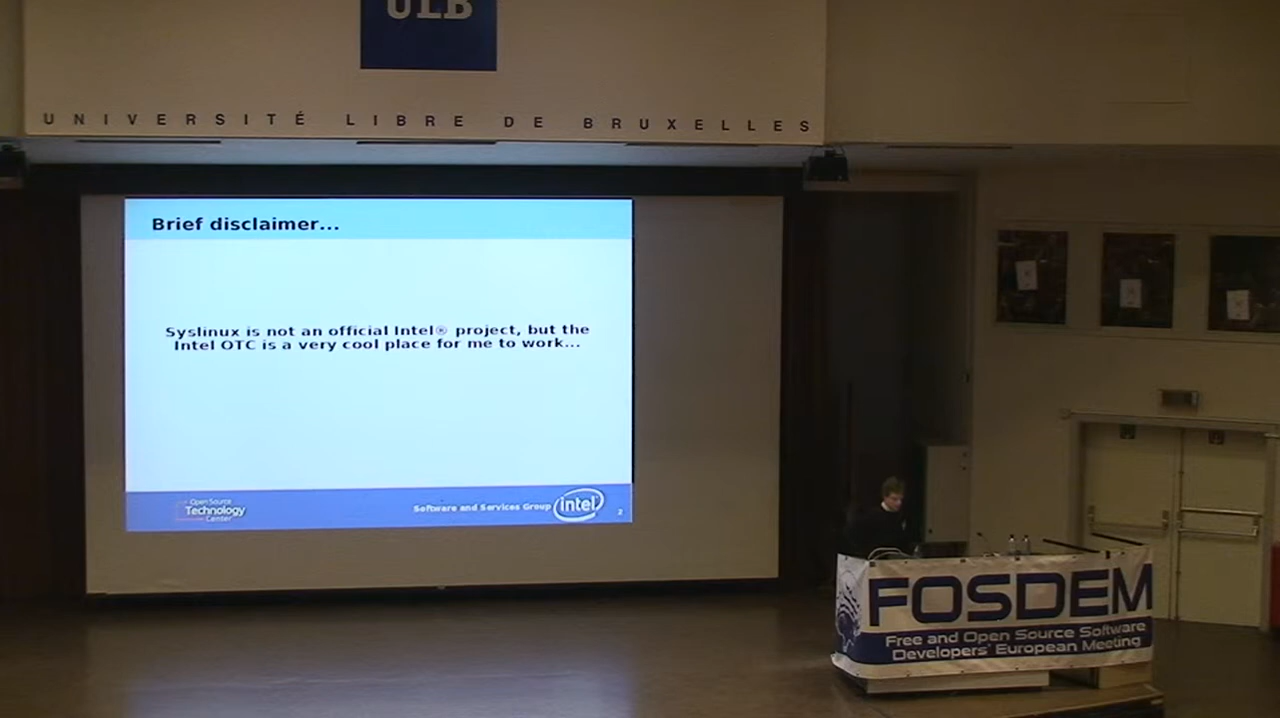 ULB
UNIVERSITÉ LIBRE DE BRUXELLES
Brief disclaimer...
Syslinux is not an official Intel® project, but the
Intel OTC is a very cool place for me to work...
Open Source
Technology
Center
Software and Services Group
intel
2
FOSDEM
Free and Open Source Software
Developers' European Meeting